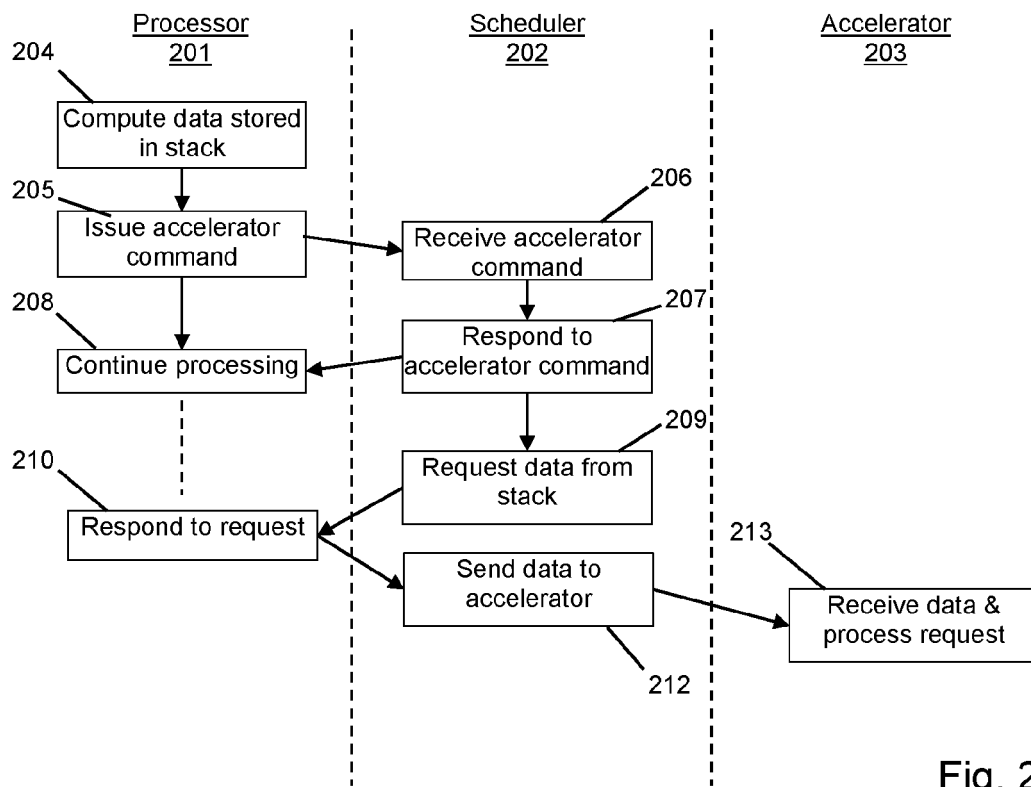 Processor
201
Scheduler
202
Accelerator
203
204
Compute data stored
in stack
205
Issue accelerator
command
206
Receive accelerator
command
207
Respond to
accelerator command
208
Continue processing
209
Request data from
stack
210
Respond to request
Send data to
accelerator
212
213
Receive data &
process request
Fig. 2